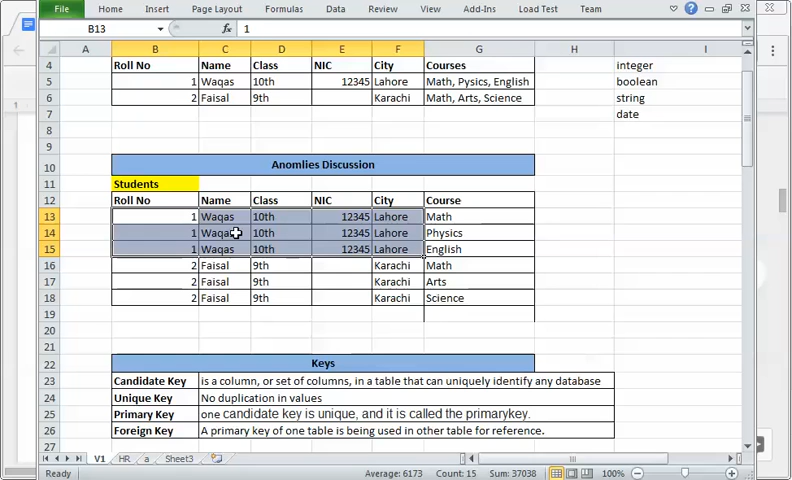 File Home Insert Page Layout Formulas Data Review View Add-Ins Load Test Team
B13 fx 1
A B C D E F G H I
4 Roll No Name Class NIC City Courses integer
5 1 Waqas 10th 12345 Lahore Math, Pysics, English boolean
6 2 Faisal 9th Karachi Math, Arts, Science string
7 date
8
9
10 Anomlies Discussion
11 Students
12 Roll No Name Class NIC City Course
13 1 Waqas 10th 12345 Lahore Math
14 1 Waqas 10th 12345 Lahore Physics
15 1 Waqas 10th 12345 Lahore English
16 2 Faisal 9th Karachi Math
17 2 Faisal 9th Karachi Arts
18 2 Faisal 9th Karachi Science
19
20
21
22 Keys
23 Candidate Key is a column, or set of columns, in a table that can uniquely identify any database
24 Unique Key No duplication in values
25 Primary Key one candidate key is unique, and it is called the primarykey.
26 Foreign Key A primary key of one table is being used in other table for reference.
27
V1 HR a Sheet3
Ready Average: 6173 Count: 15 Sum: 37038 100%